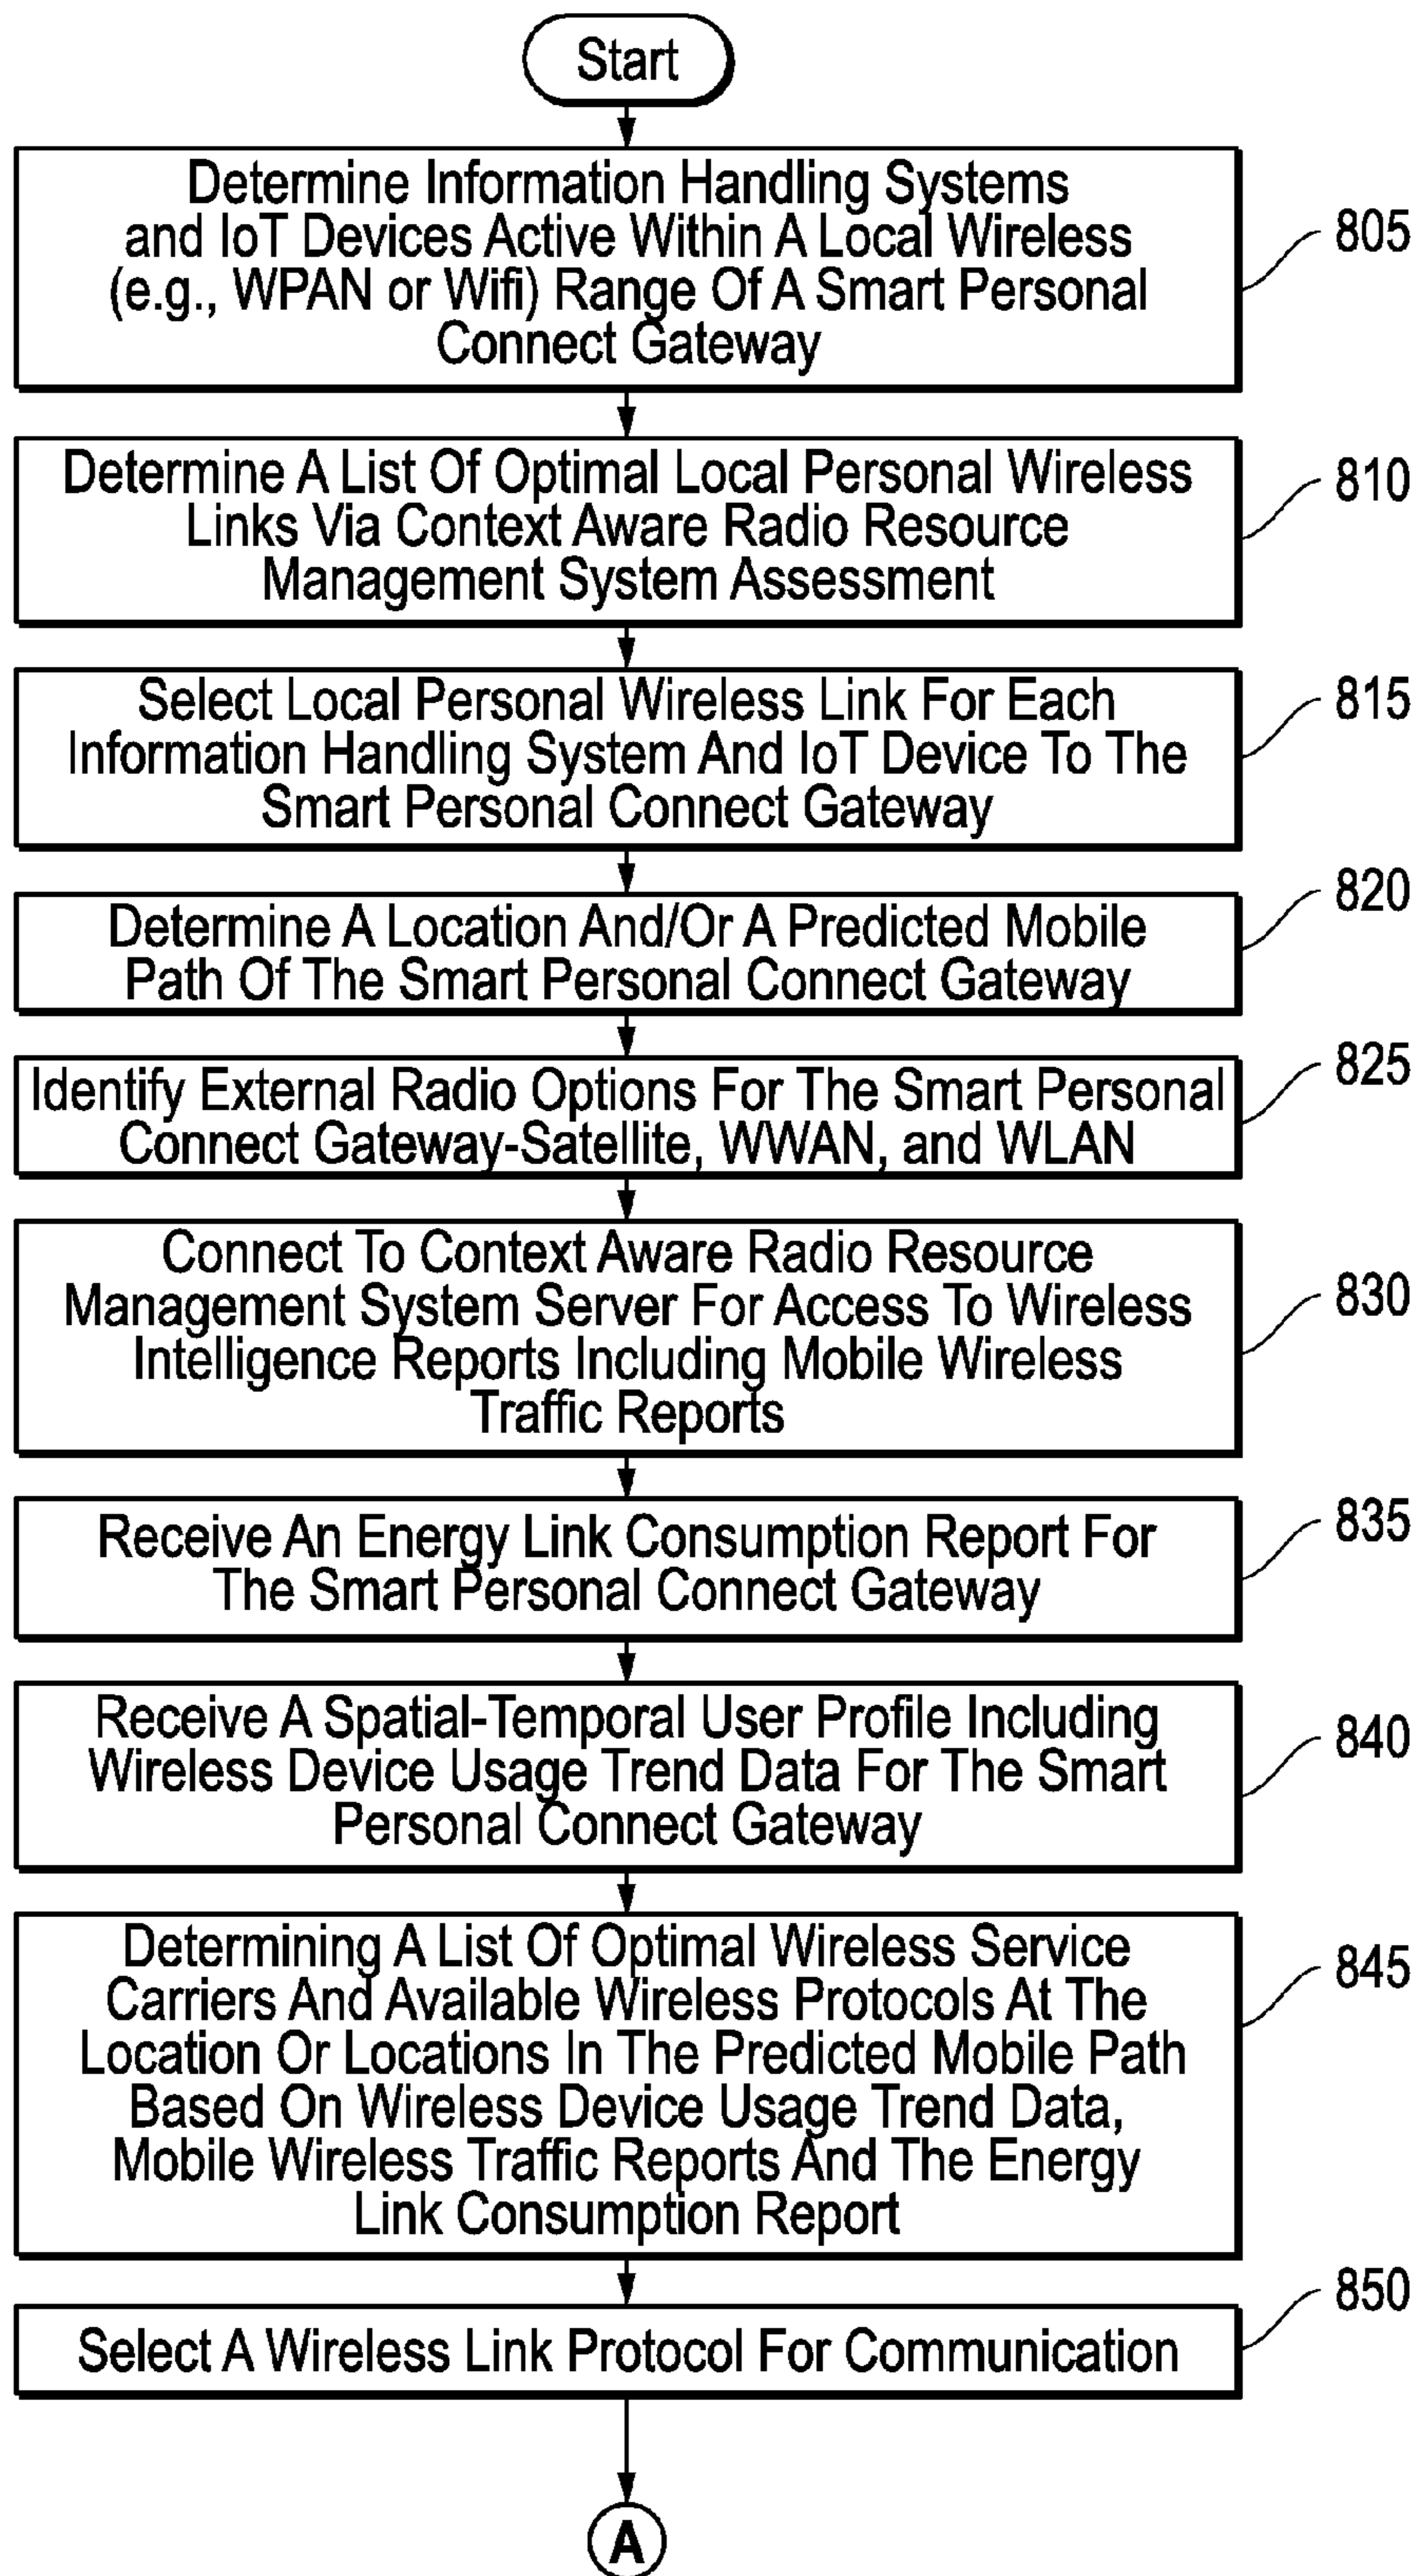 Start
Determine Information Handling Systems
and IoT Devices Active Within A Local Wireless
(e.g., WPAN or Wifi) Range Of A Smart Personal
Connect Gateway
805
Determine A List Of Optimal Local Personal Wireless
Links Via Context Aware Radio Resource
Management System Assessment
810
Select Local Personal Wireless Link For Each
Information Handling System And IoT Device To The
Smart Personal Connect Gateway
815
Determine A Location And/Or A Predicted Mobile
Path Of The Smart Personal Connect Gateway
820
Identify External Radio Options For The Smart Personal
Connect Gateway-Satellite, WWAN, and WLAN
825
Connect To Context Aware Radio Resource
Management System Server For Access To Wireless
Intelligence Reports Including Mobile Wireless
Traffic Reports
830
Receive An Energy Link Consumption Report For
The Smart Personal Connect Gateway
835
Receive A Spatial-Temporal User Profile Including
Wireless Device Usage Trend Data For The Smart
Personal Connect Gateway
840
Determining A List Of Optimal Wireless Service
Carriers And Available Wireless Protocols At The
Location Or Locations In The Predicted Mobile Path
Based On Wireless Device Usage Trend Data,
Mobile Wireless Traffic Reports And The Energy
Link Consumption Report
845
Select A Wireless Link Protocol For Communication
850
A